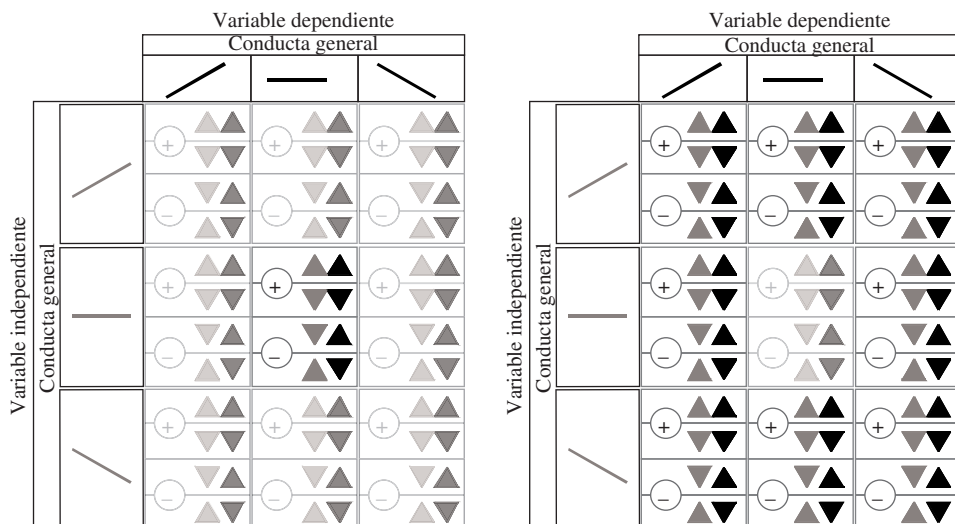 Variable dependiente
Conducta general
Variable independiente
Conducta general
+ + +
− − −
+ + +
− − −
+ + +
− − −
Variable dependiente
Conducta general
Variable independiente
Conducta general
+ + +
− − −
+ + +
− − −
+ + +
− − −